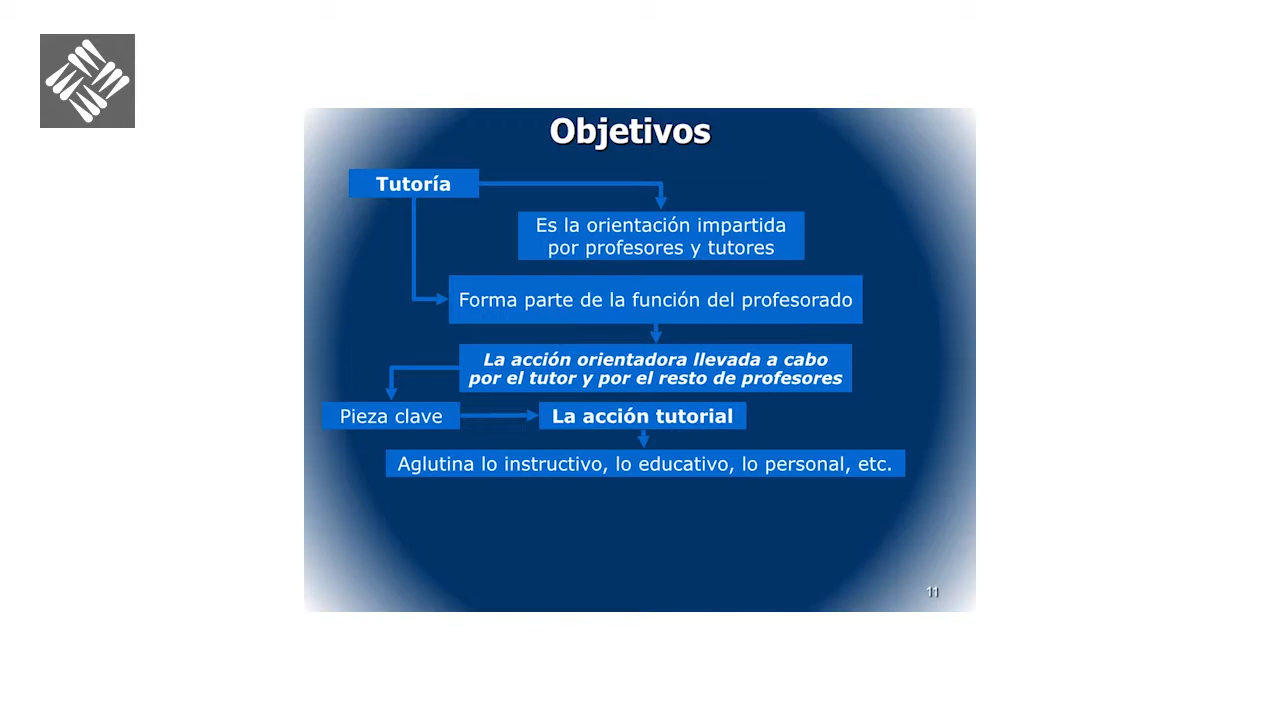 Objetivos
Tutoría
Es la orientación impartida
por profesores y tutores
Forma parte de la función del profesorado
La acción orientadora llevada a cabo
por el tutor y por el resto de profesores
Pieza clave
La acción tutorial
Aglutina lo instructivo, lo educativo, lo personal, etc.
11